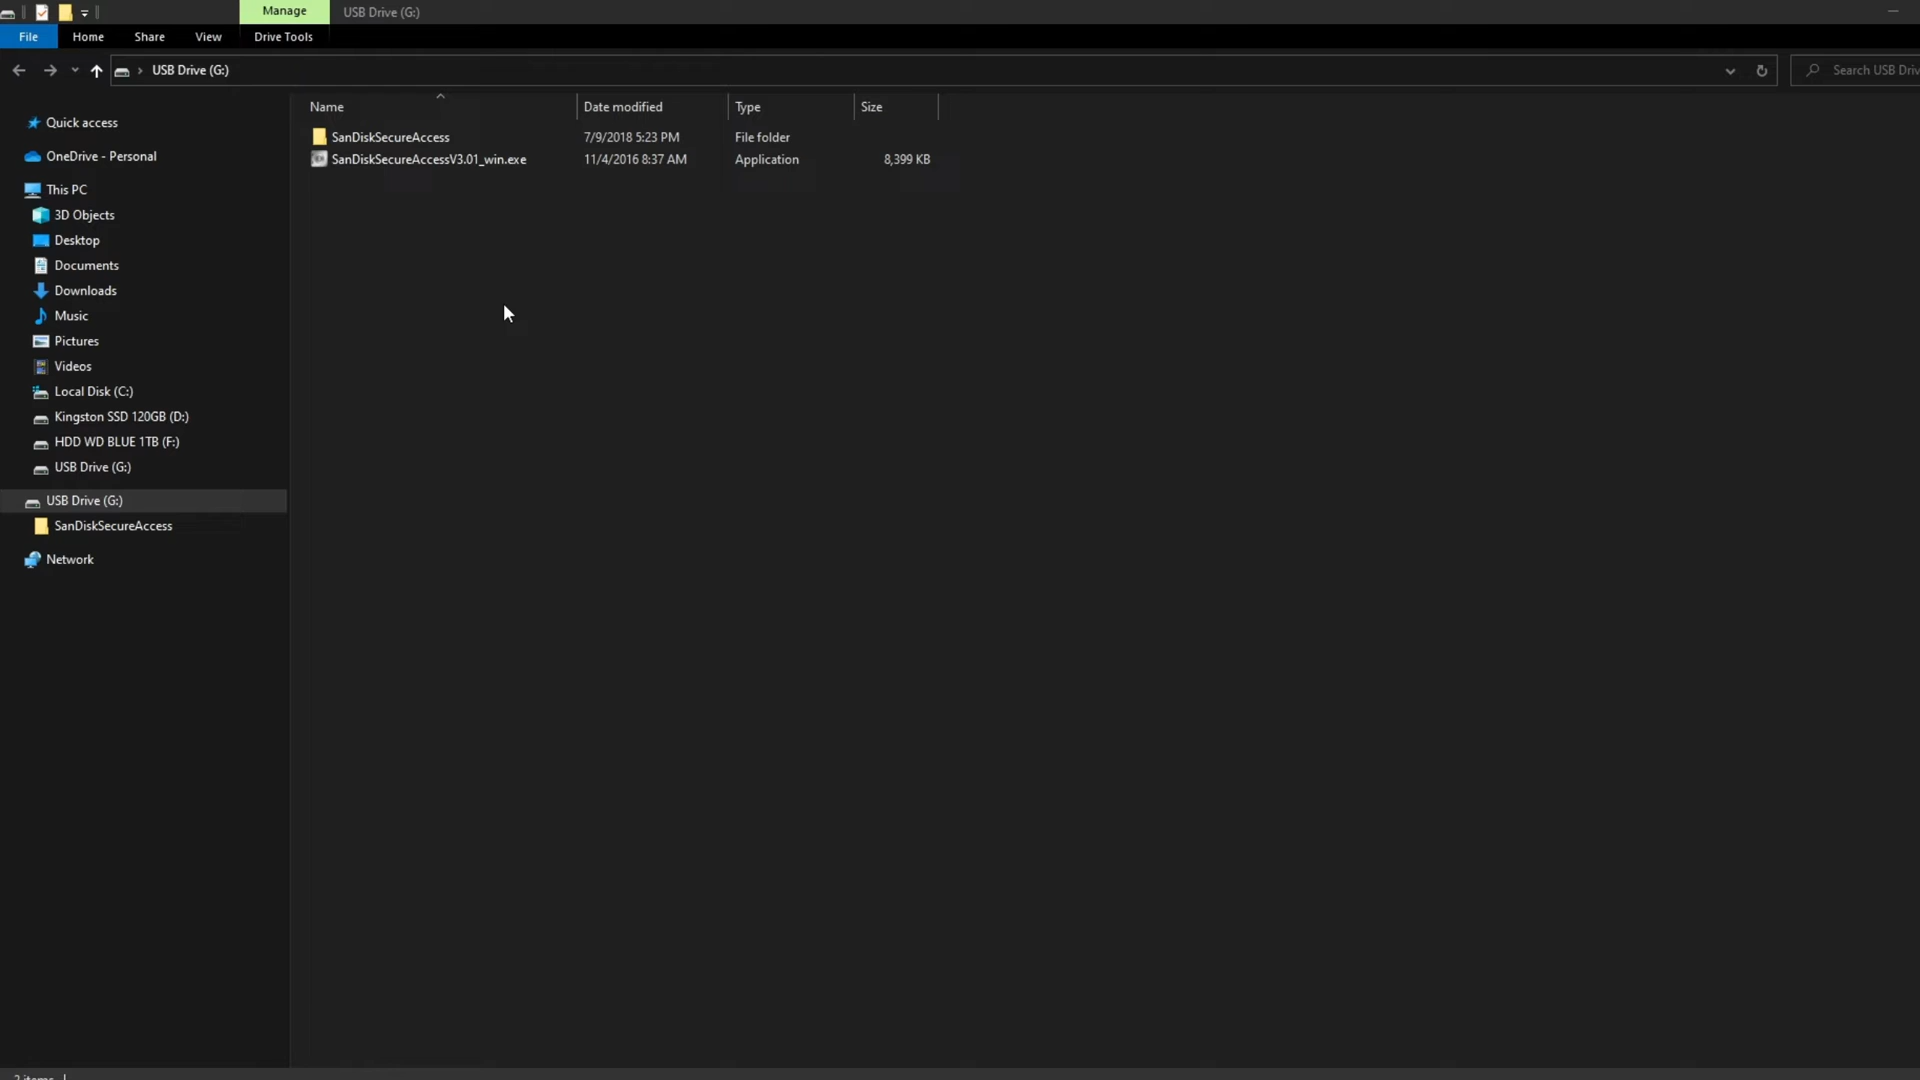 Manage
USB Drive (G:)
File
Home
Share
View
Drive Tools
USB Drive (G:)
Search USB Driv
Name
Date modified
Type
Size
SanDiskSecureAccess
7/9/2018 5:23 PM
File folder
SanDiskSecureAccessV3.01_win.exe
11/4/2016 8:37 AM
Application
8,399 KB
Quick access
OneDrive - Personal
This PC
3D Objects
Desktop
Documents
Downloads
Music
Pictures
Videos
Local Disk (C:)
Kingston SSD 120GB (D:)
HDD WD BLUE 1TB (F:)
USB Drive (G:)
USB Drive (G:)
SanDiskSecureAccess
Network
2 items